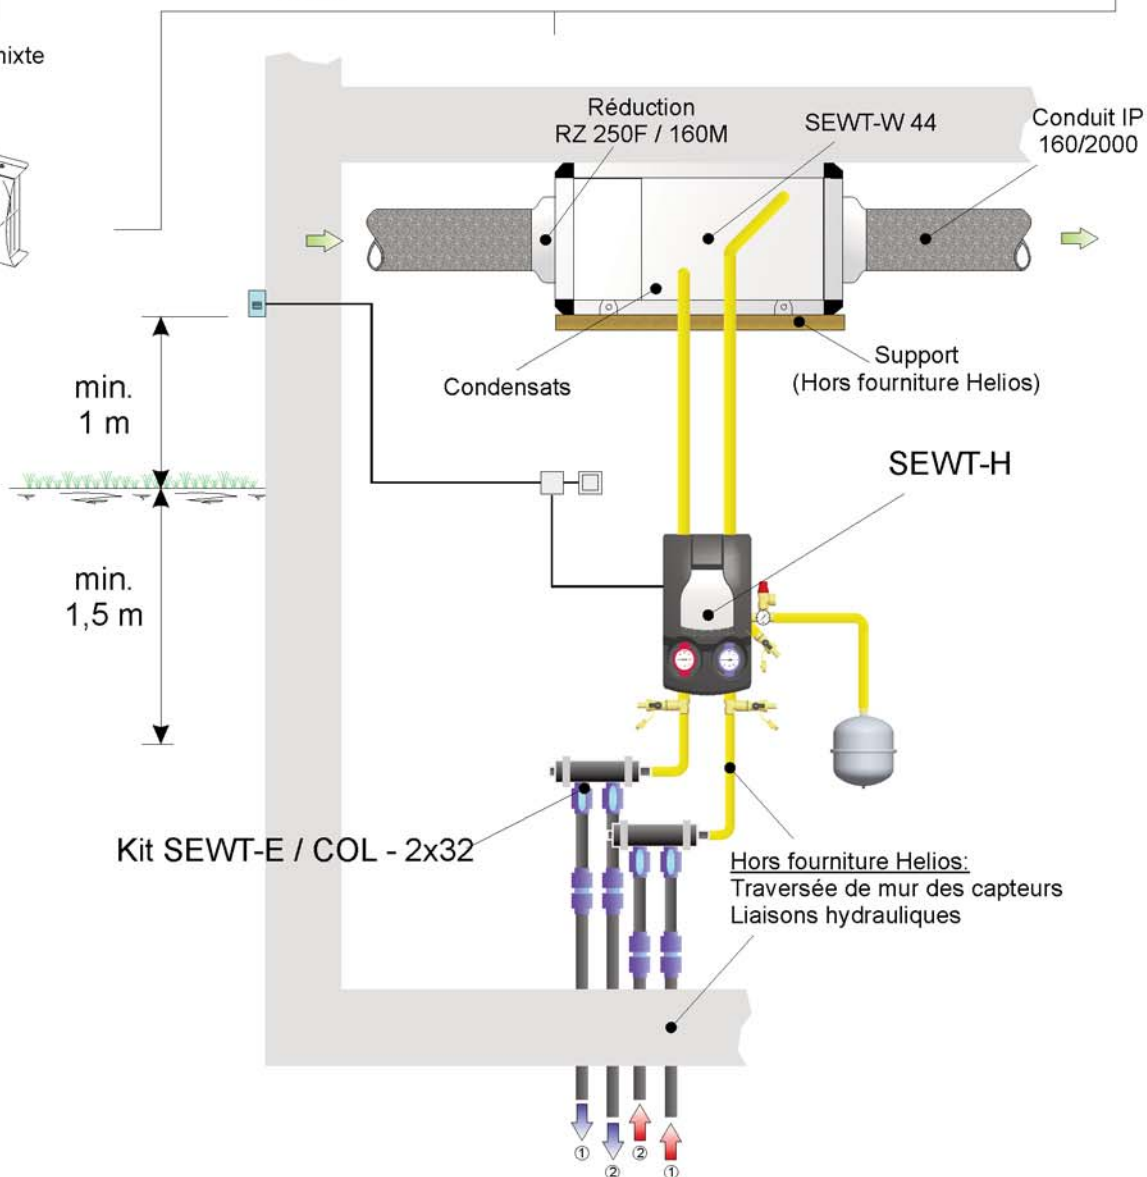 mixte
Réduction
RZ 250F / 160M
SEWT-W 44
Conduit IP
160/2000
Condensats
Support
(Hors fourniture Helios)
min.
1 m
SEWT-H
min.
1,5 m
Kit SEWT-E / COL - 2x32
Hors fourniture Helios:
Traversée de mur des capteurs
Liaisons hydrauliques
① ② ② ①